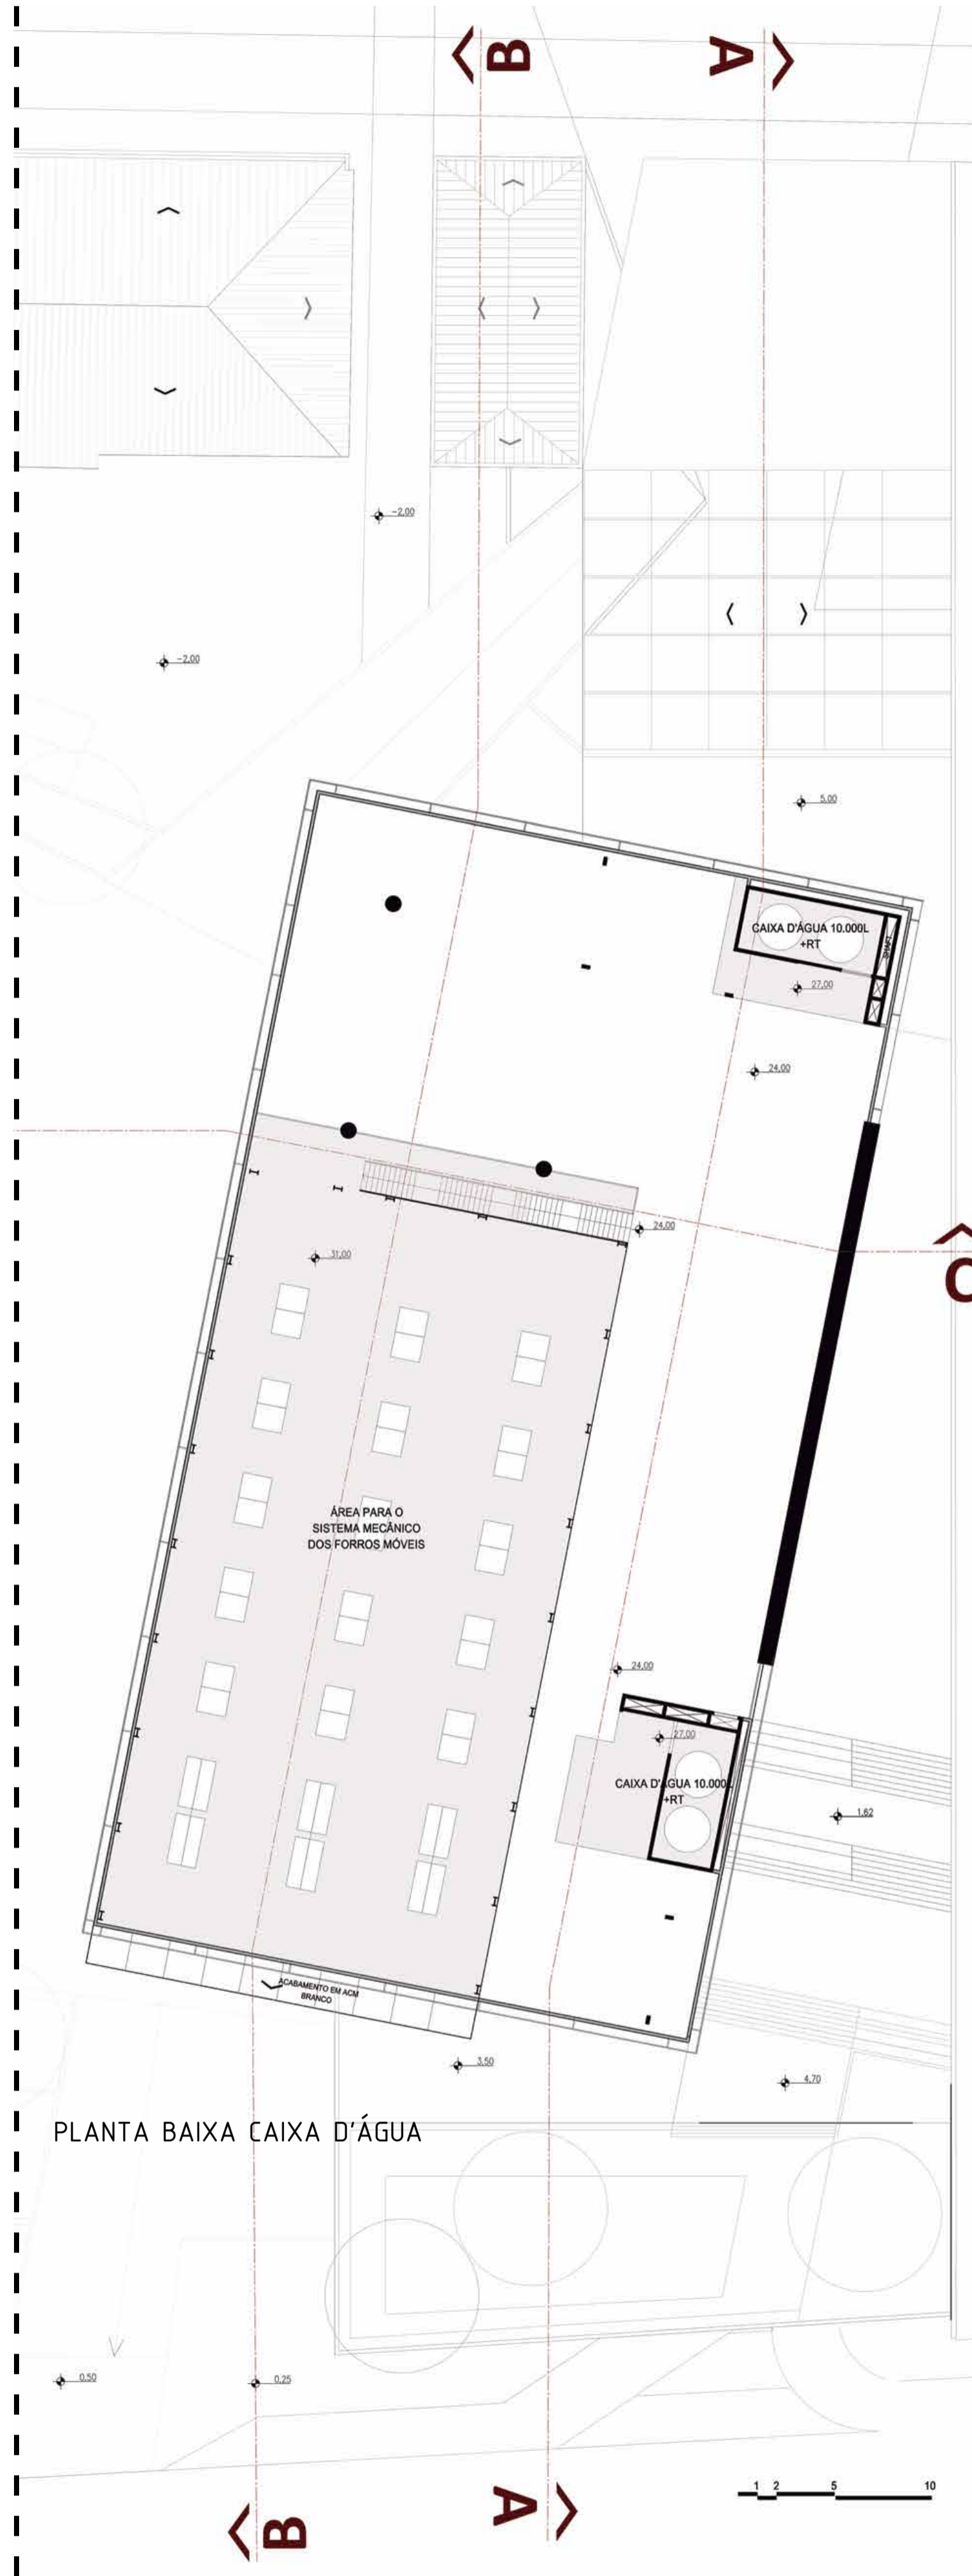 B
A
-2,00
-2,00
5,00
CAIXA D'ÁGUA 10.000L
+RT
SHAFT
27,00
24,00
24,00
31,00
C
ÁREA PARA O
SISTEMA MECÂNICO
DOS FORROS MÓVEIS
24,00
27,00
CAIXA D'ÁGUA 10.000L
+RT
1,62
ACABAMENTO EM ACM
BRANCO
3,50
4,70
PLANTA BAIXA CAIXA D'ÁGUA
0,50
0,25
1 2 5 10
A
B